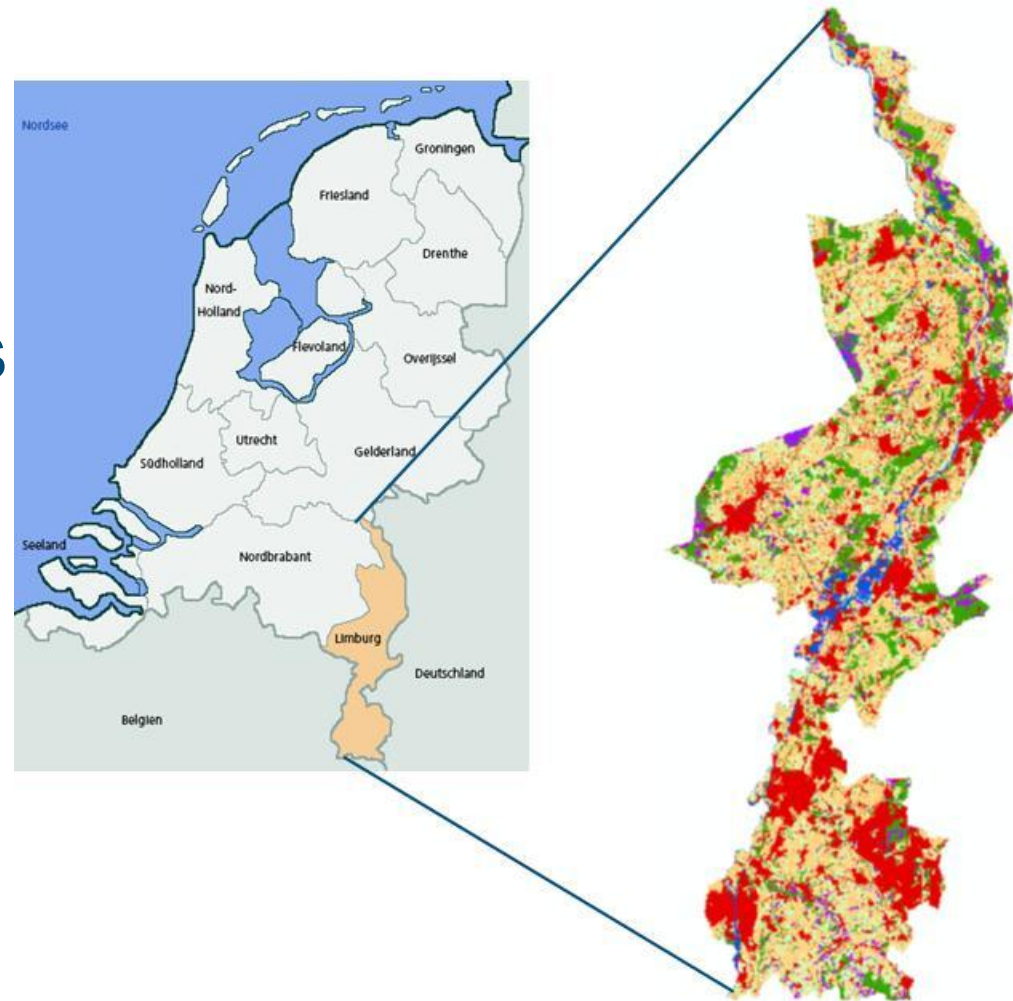 Nordsee
Groningen
Friesland
Drenthe
Nord-
Holland
Flevoland
Overijssel
Utrecht
Gelderland
Südholland
Seeland
Nordbrabant
Limburg
Deutschland
Belgien
s